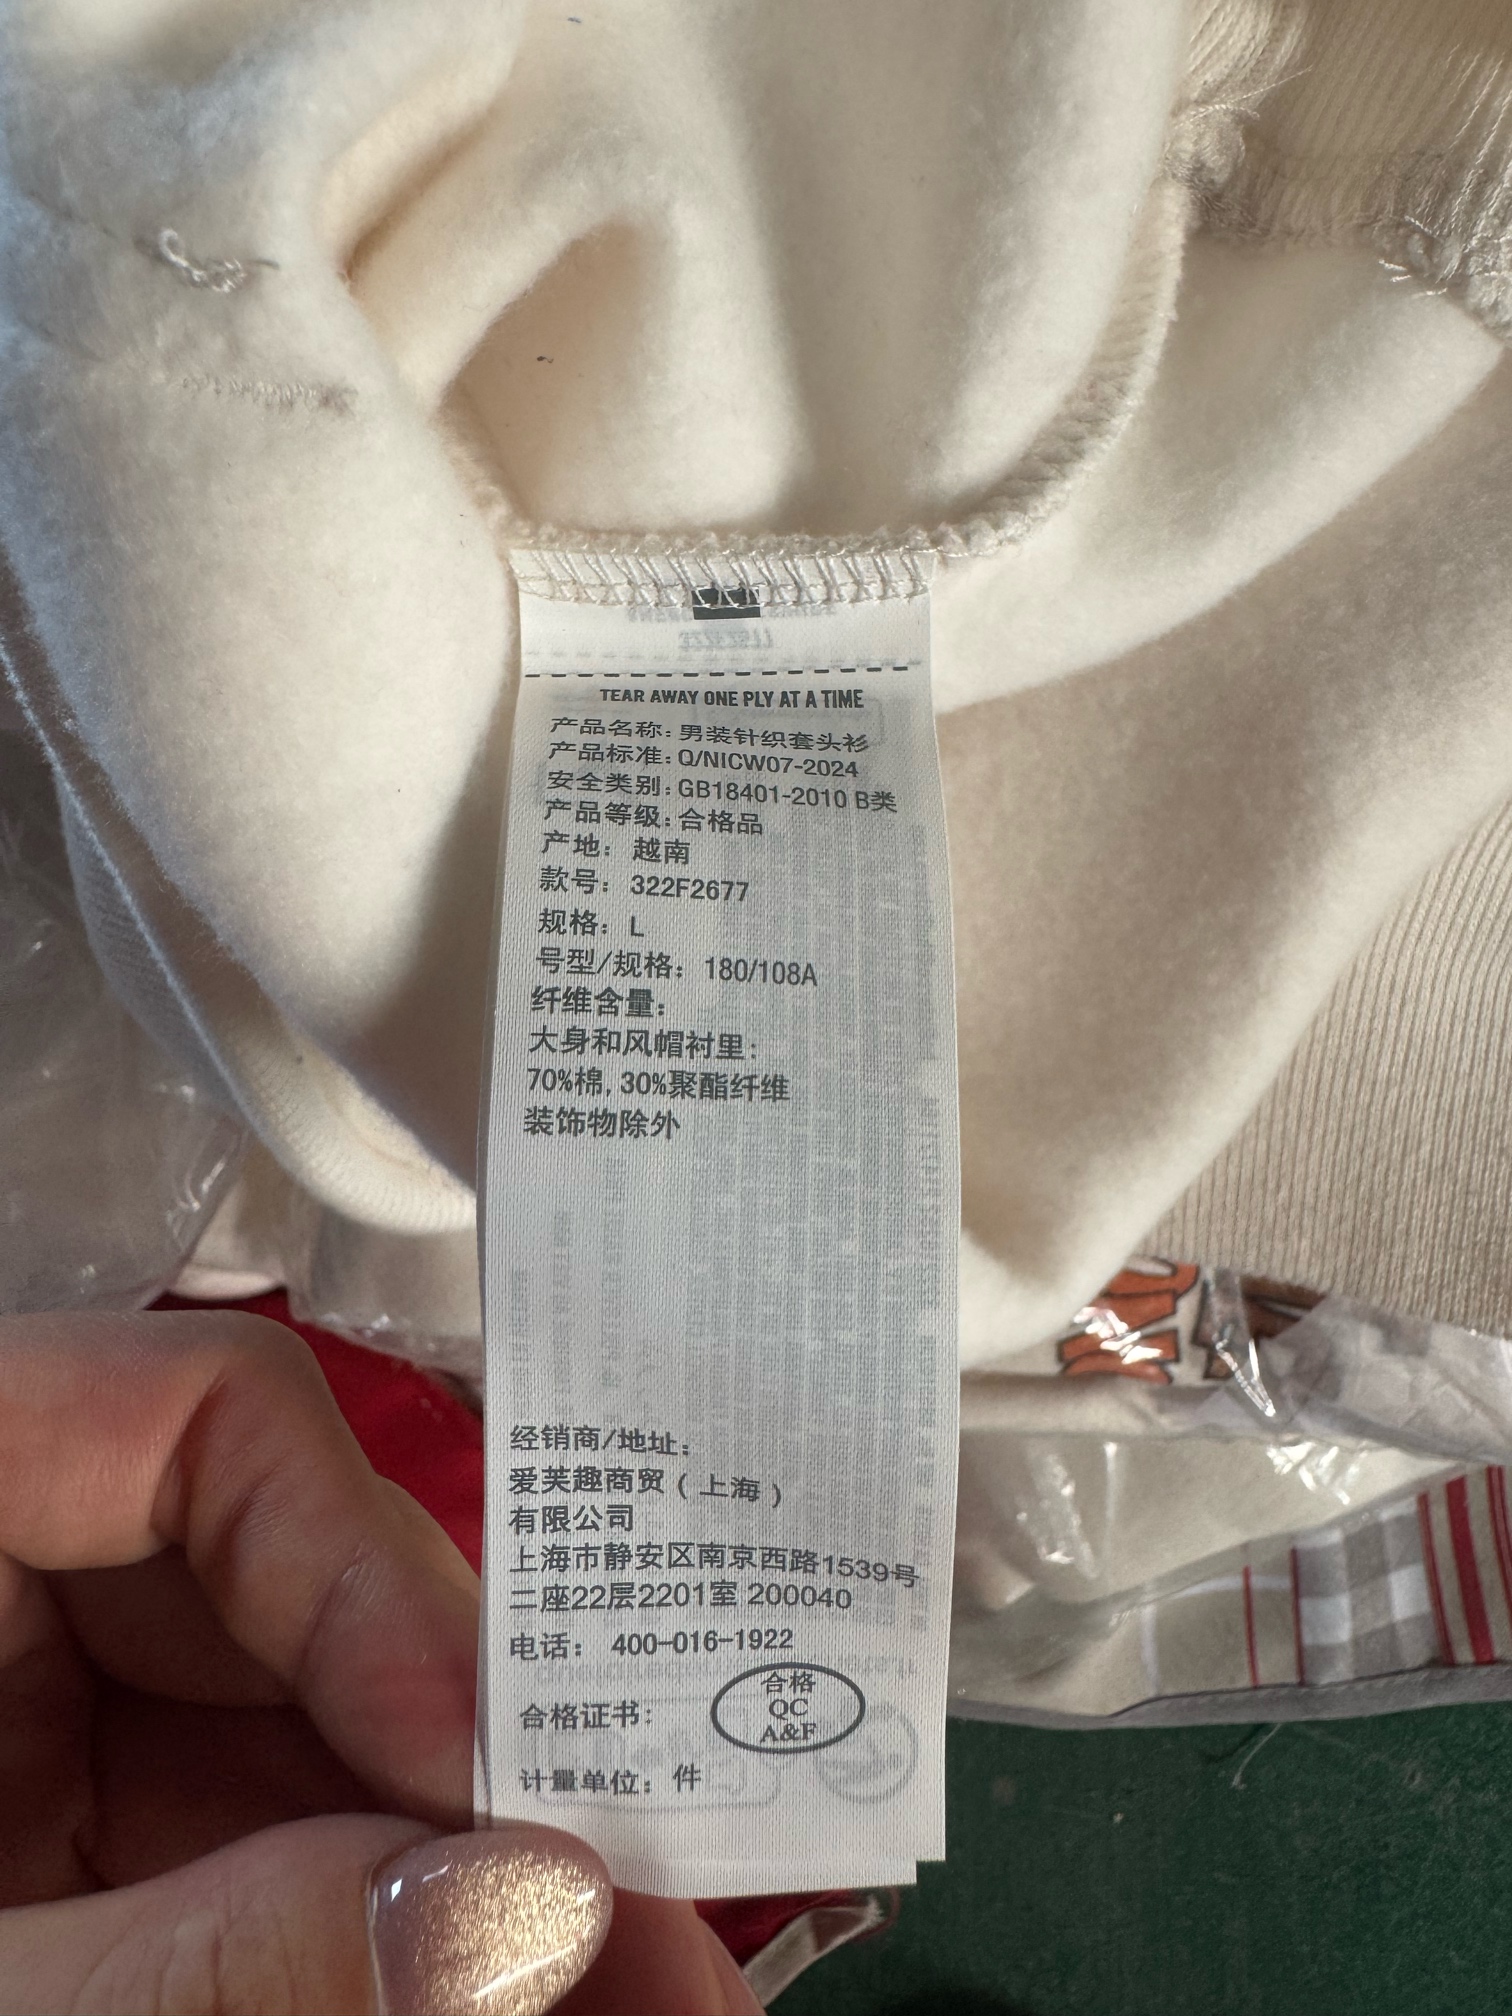 TEAR AWAY ONE PLY AT A TIME
产品名称：男装针织套头衫
产品标准：Q/NICW07-2024
安全类别：GB18401-2010 B类
产品等级：合格品
产地：越南
款号：322F2677
规格：L
号型/规格：180/108A
纤维含量：
大身和风帽衬里：
70%棉，30%聚酯纤维
装饰物除外
经销商/地址：
爱芙趣商贸（上海）
有限公司
上海市静安区南京西路1539号
二座22层2201室 200040
电话：400-016-1922
合格证书：
合格
QC
A&F
计量单位：件